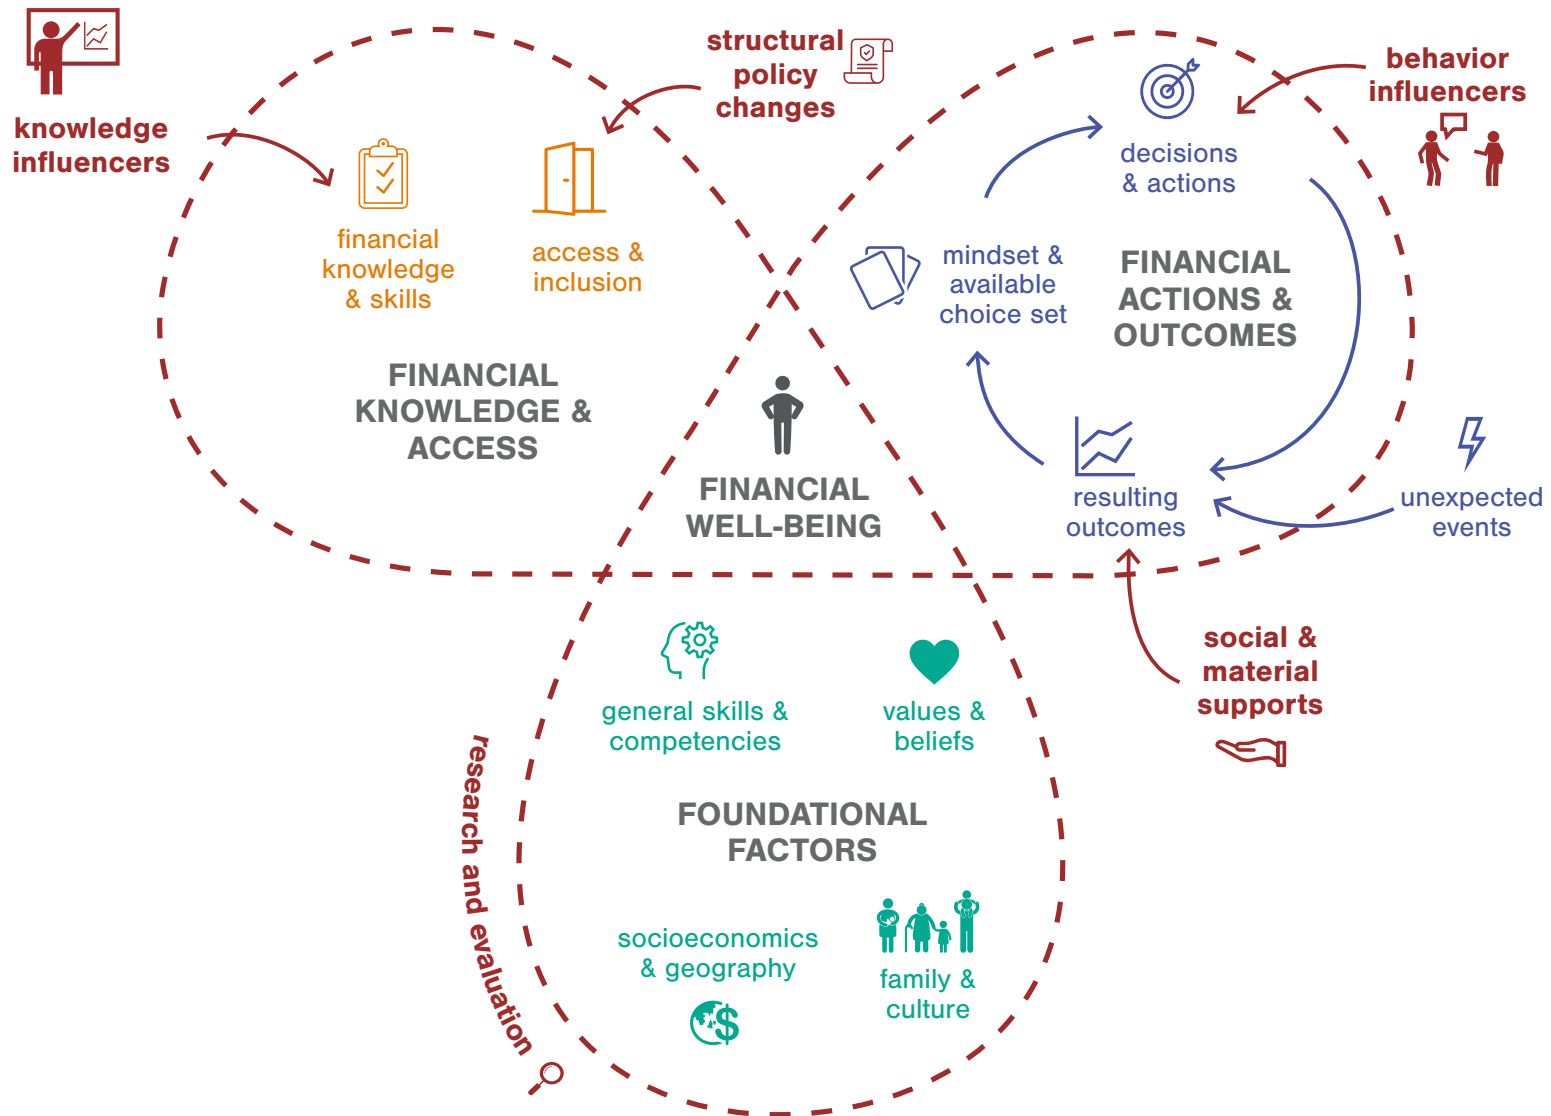 knowledge
influencers
structural
policy
changes
behavior
influencers
financial
knowledge
& skills
access &
inclusion
FINANCIAL
KNOWLEDGE &
ACCESS
decisions
& actions
mindset &
available
choice set
FINANCIAL
ACTIONS &
OUTCOMES
resulting
outcomes
unexpected
events
FINANCIAL
WELL-BEING
social &
material
supports
general skills &
competencies
values &
beliefs
FOUNDATIONAL
FACTORS
socioeconomics
& geography
family &
culture
research and evaluation
$